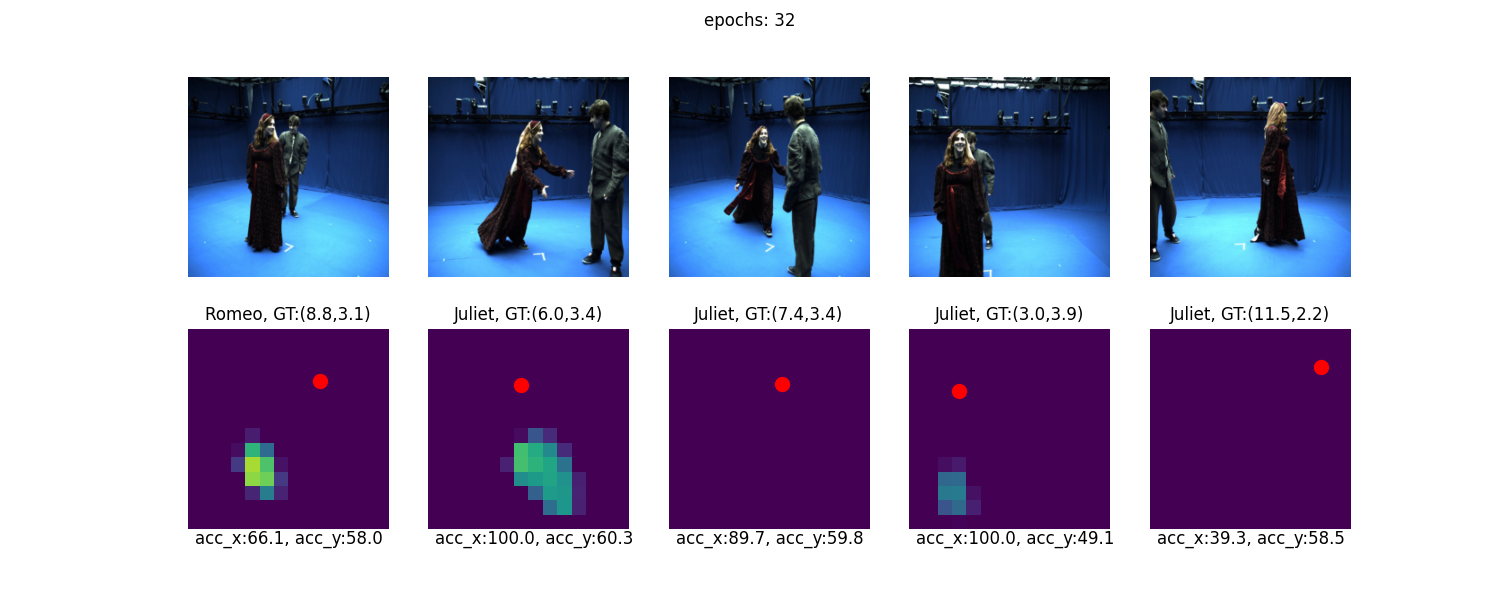 epochs: 32
Romeo, GT:(8.8,3.1)
Juliet, GT:(6.0,3.4)
Juliet, GT:(7.4,3.4)
Juliet, GT:(3.0,3.9)
Juliet, GT:(11.5,2.2)
acc_x:66.1, acc_y:58.0
acc_x:100.0, acc_y:60.3
acc_x:89.7, acc_y:59.8
acc_x:100.0, acc_y:49.1
acc_x:39.3, acc_y:58.5